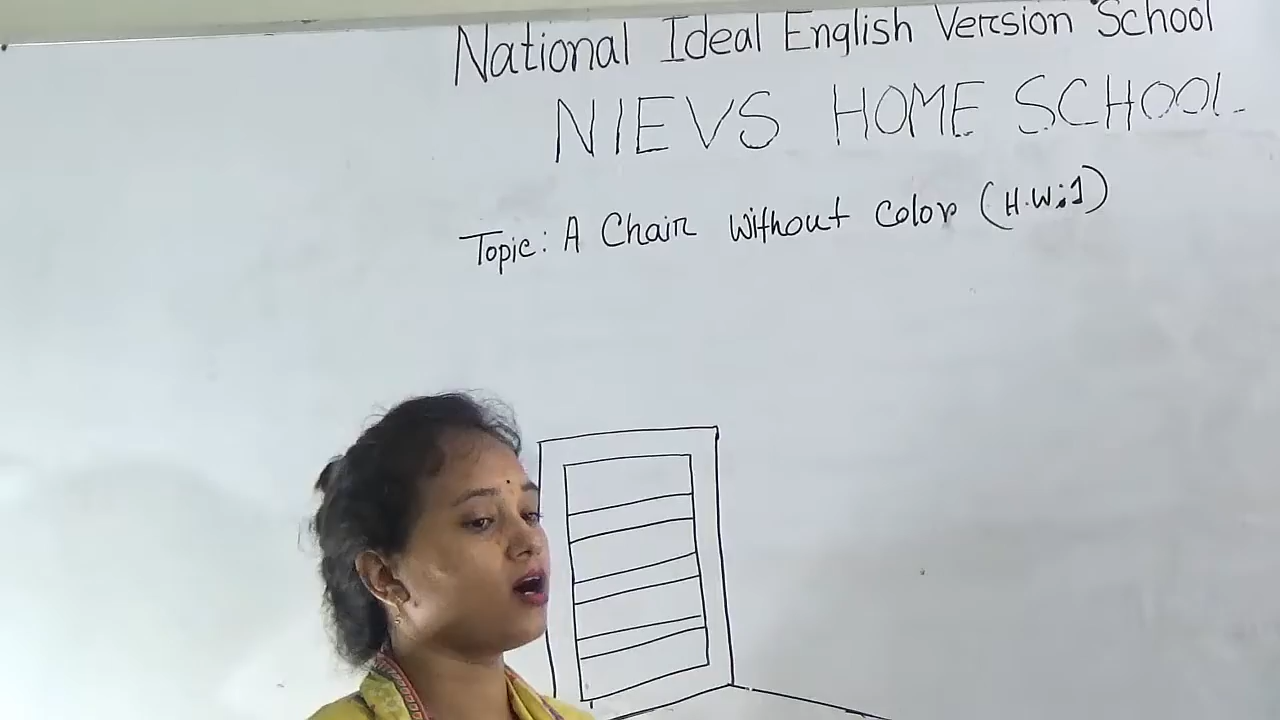 National Ideal English Version School
NIEVS HOME SCHOOL
Topic: A Chair Without Color (H.W:1)